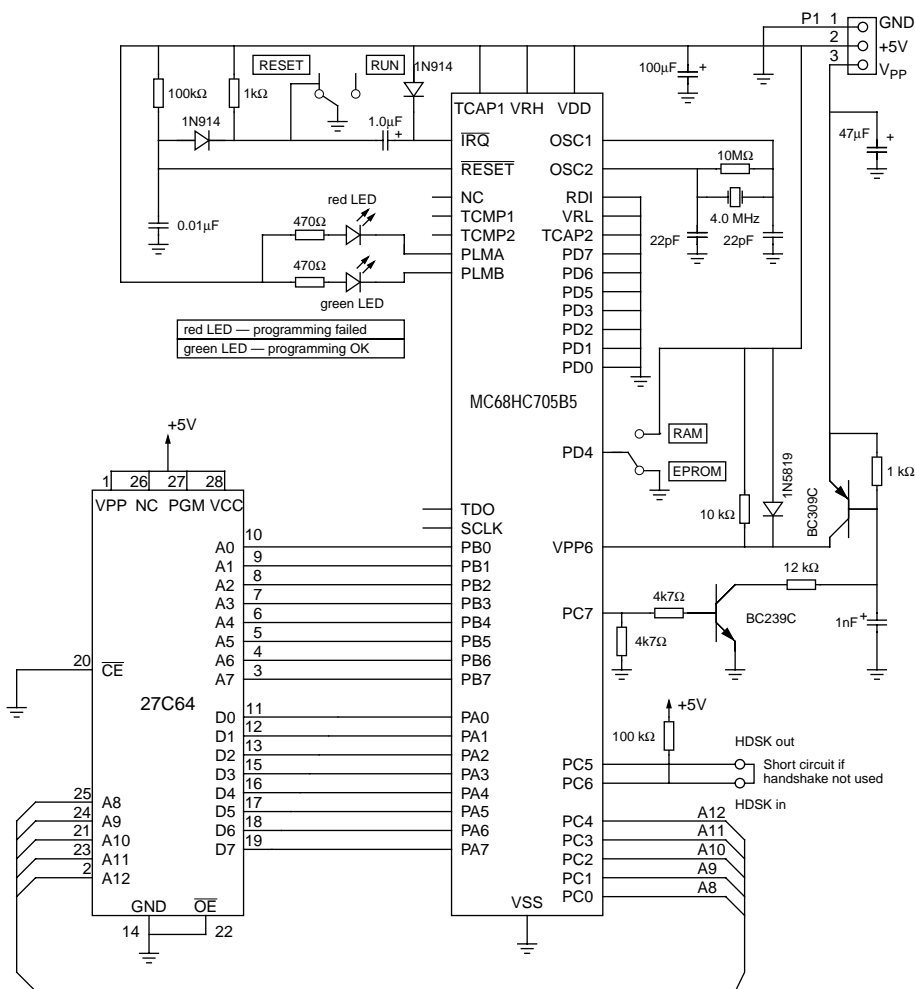 P1 1 GND
2 +5V
3 VPP
RESET RUN 1N914 100µF +
100kΩ 1kΩ
TCAP1 VRH VDD
1N914 1.0µF + 47µF +
IRQ OSC1
10MΩ
RESET OSC2
NC RDI
red LED
4.0 MHz
0.01µF 470Ω TCMP1 VRL
TCMP2 TCAP2 22pF 22pF
PLMA PD7
470Ω PLMB PD6
PD5
green LED PD3
red LED — programming failed PD2
green LED — programming OK PD1
PD0
MC68HC705B5
+5V RAM
PD4 EPROM 1 kΩ
1 26 27 28
VPP NC PGM VCC
1N5819 BC309C
TDO 10 kΩ
SCLK
A0 10 PB0 VPP6
A1 9 PB1
A2 8 PB2 12 kΩ
A3 7 PB3 4k7Ω
A4 6 PB4 PC7 BC239C 1nF +
A5 5 PB5 4k7Ω
A6 4 PB6
20 CE
A7 3 PB7
27C64 +5V
D0 11 PA0
D1 12 PA1 100 kΩ HDSK out
D2 13 PA2 PC5 Short circuit if
D3 15 PA3 PC6 handshake not used
D4 16 PA4 HDSK in
25 A8 D5 17 PA5 PC4 A12
24 A9 D6 18 PA6 PC3 A11
21 A10 D7 19 PA7 PC2 A10
23 A11 PC1 A9
2 A12 PC0 A8
GND OE VSS
14 22